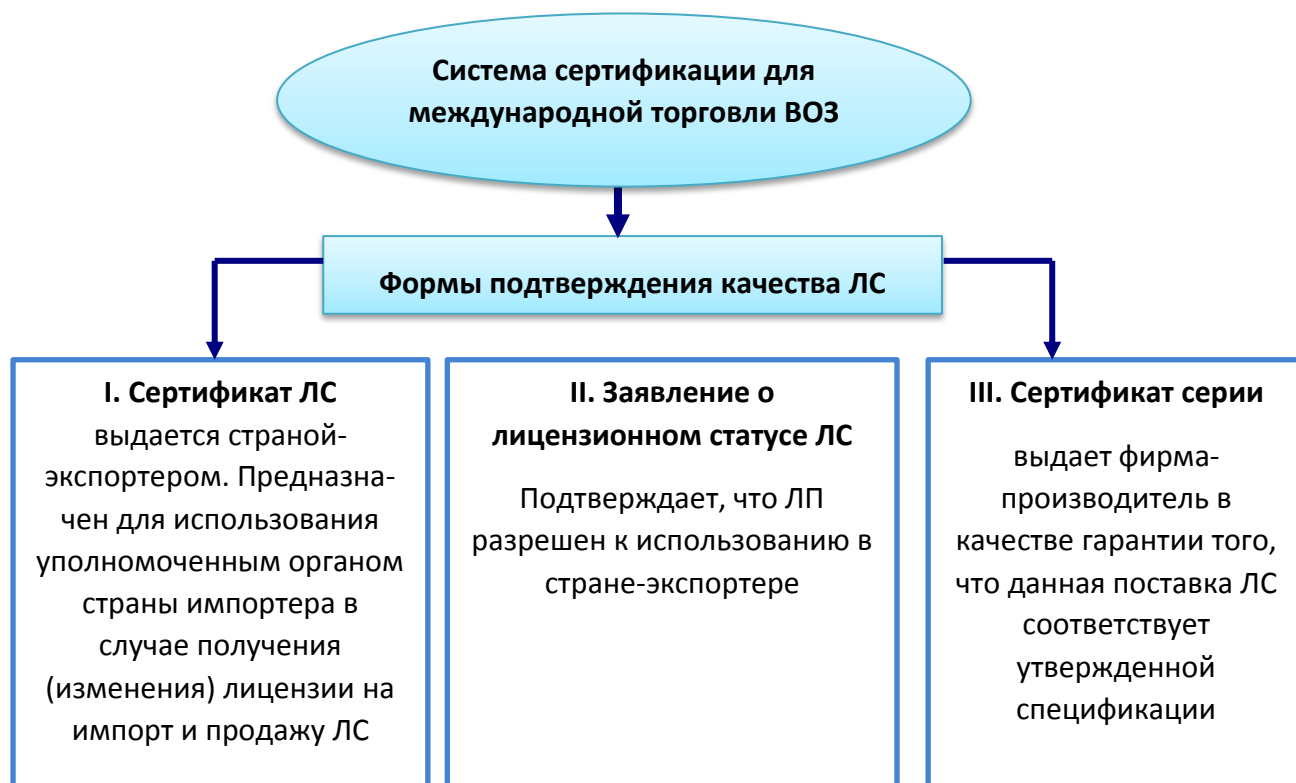 Система сертификации для
международной торговли ВОЗ
Формы подтверждения качества ЛС
I. Сертификат ЛС
выдается страной-
экспортером. Предназна-
чен для использования
уполномоченным органом
страны импортера в
случае получения
(изменения) лицензии на
импорт и продажу ЛС
II. Заявление о
лицензионном статусе ЛС
Подтверждает, что ЛП
разрешен к использованию в
стране-экспортере
III. Сертификат серии
выдает фирма-
производитель в
качестве гарантии того,
что данная поставка ЛС
соответствует
утвержденной
спецификации